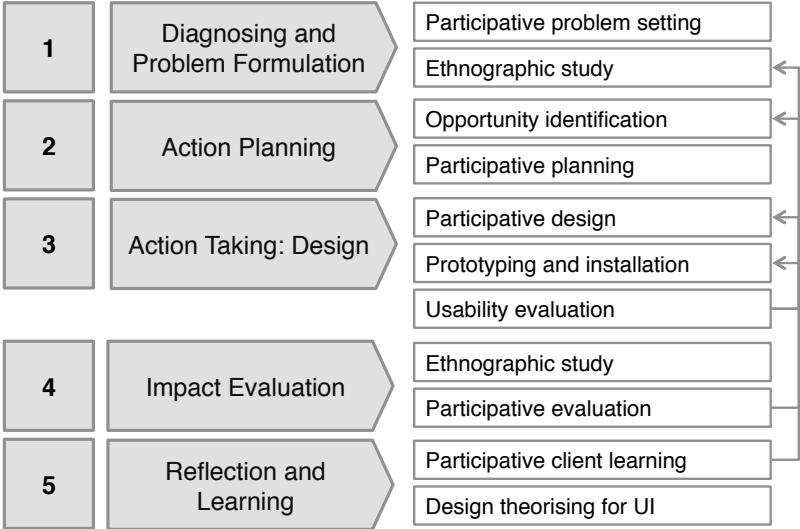 1
Diagnosing and
Problem Formulation
Participative problem setting
Ethnographic study
2
Action Planning
Opportunity identification
Participative planning
3
Action Taking: Design
Participative design
Prototyping and installation
Usability evaluation
4
Impact Evaluation
Ethnographic study
Participative evaluation
5
Reflection and
Learning
Participative client learning
Design theorising for UI